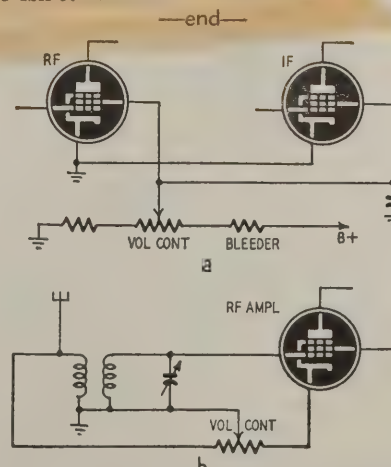 —end—
RF
IF
VOL CONT
BLEEDER
B+
a
RF AMPL
VOL CONT